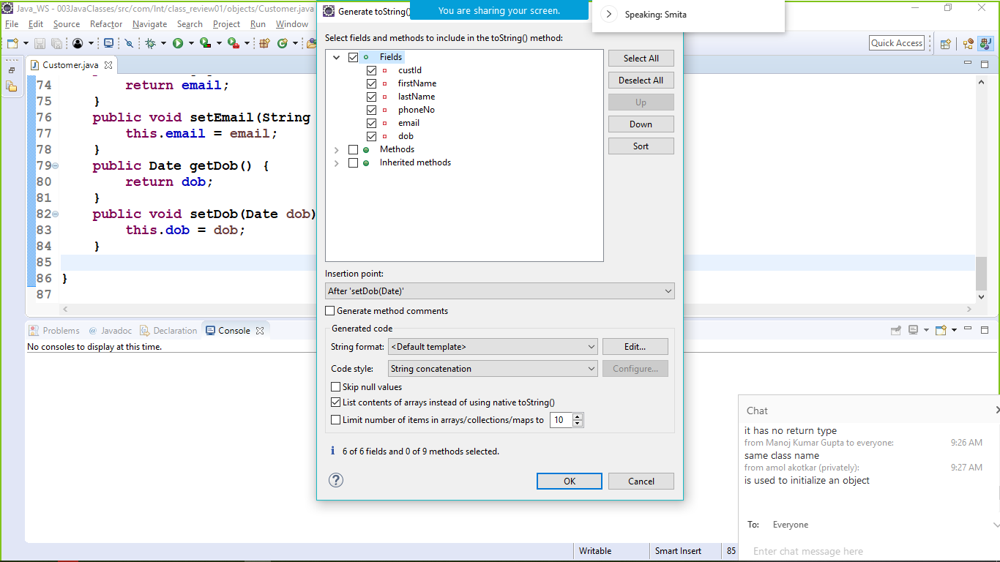 Java_WS - 003JavaClasses/src/com/Int/class_review01/objects/Customer.java
File Edit Source Refactor Navigate Search Project Run Window
Quick Access
Customer.java
74 return email;
75 }
76 public void setEmail(String
77 this.email = email;
78 }
79 public Date getDob() {
80 return dob;
81 }
82 public void setDob(Date dob)
83 this.dob = dob;
84 }
85
86 }
87
Problems @ Javadoc Declaration Console
No consoles to display at this time.
Writable Smart Insert 85
Generate toString()
You are sharing your screen.
Speaking: Smita
Select fields and methods to include in the toString() method:
Fields
custId
firstName
lastName
phoneNo
email
dob
Methods
Inherited methods
Select All
Deselect All
Up
Down
Sort
Insertion point:
After 'setDob(Date)'
Generate method comments
Generated code
String format: <Default template> Edit...
Code style: String concatenation Configure...
Skip null values
List contents of arrays instead of using native toString()
Limit number of items in arrays/collections/maps to 10
i 6 of 6 fields and 0 of 9 methods selected.
? OK Cancel
Chat
it has no return type
from Manoj Kumar Gupta to everyone: 9:26 AM
same class name
from amol akotkar (privately): 9:27 AM
is used to initialize an object
To: Everyone
Enter chat message here